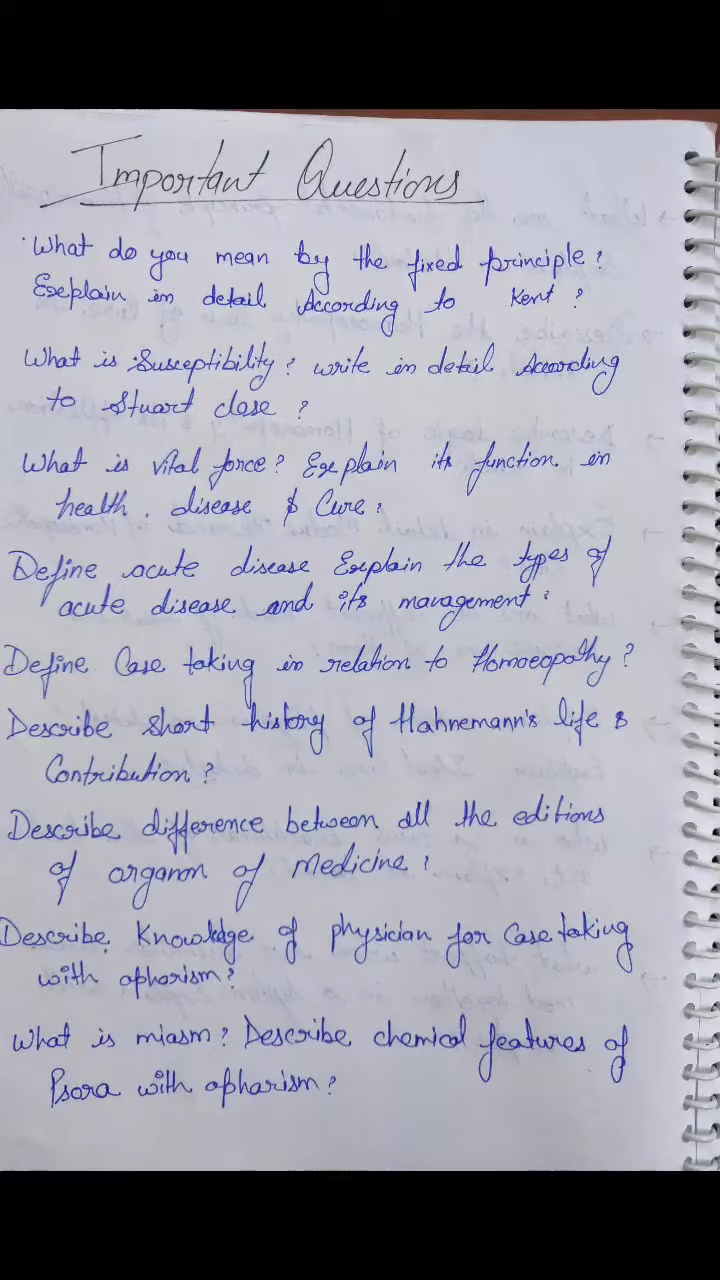 Important Questions
What do you mean by the fixed principle?
Explain in detail According to Kent?
What is Susceptibility? write in detail According
to Stuart close?
What is vital force? Explain its function in
health, disease & Cure?
Define acute disease Explain the types of
acute disease and its management?
Define Case taking in relation to Homoeopathy?
Describe short history of Hahnemann's life &
Contribution?
Describe difference between all the editions
of organon of Medicine?
Describe Knowledge of physician for Case taking
with apharism?
What is miasm? Describe chemical features of
Psora with apharism?